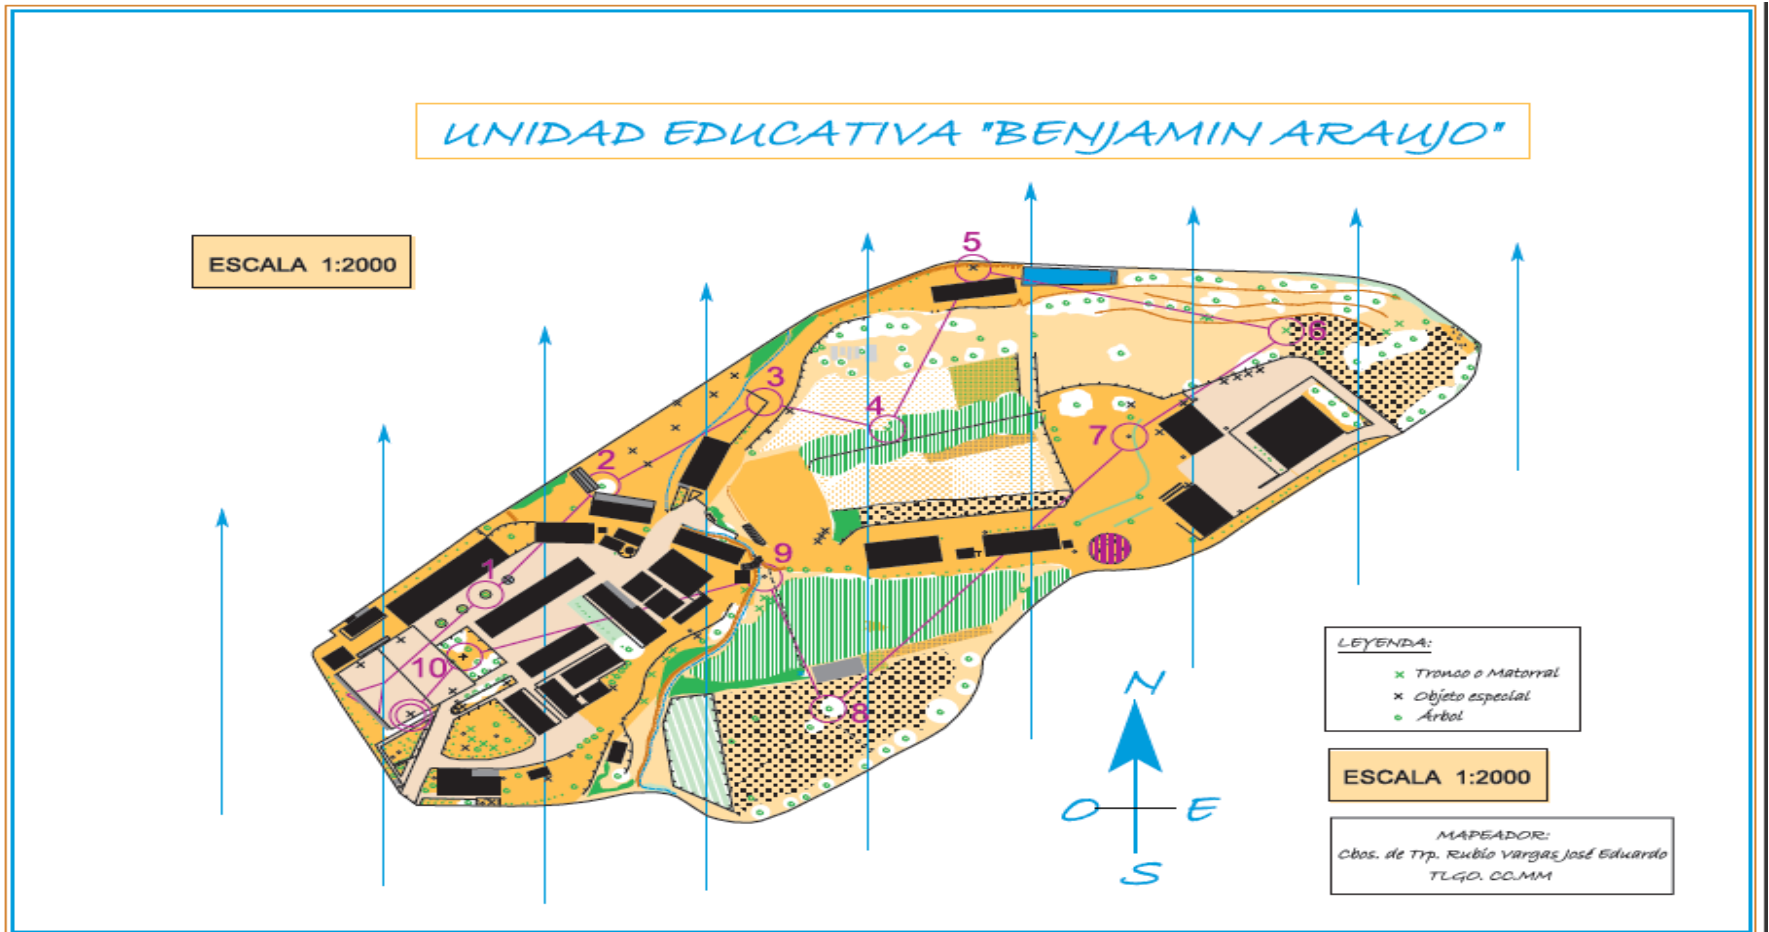 UNIDAD EDUCATIVA "BENJAMIN ARAUJO"
ESCALA 1:2000
5
6
3
4
7
2
9
1
10
8
N
O E
S
LEYENDA:
Tronco o Matorral
Objeto especial
Árbol
ESCALA 1:2000
MAPEADOR:
Cbos. de Trp. Rubio Vargas José Eduardo
TLGO. CC.MM